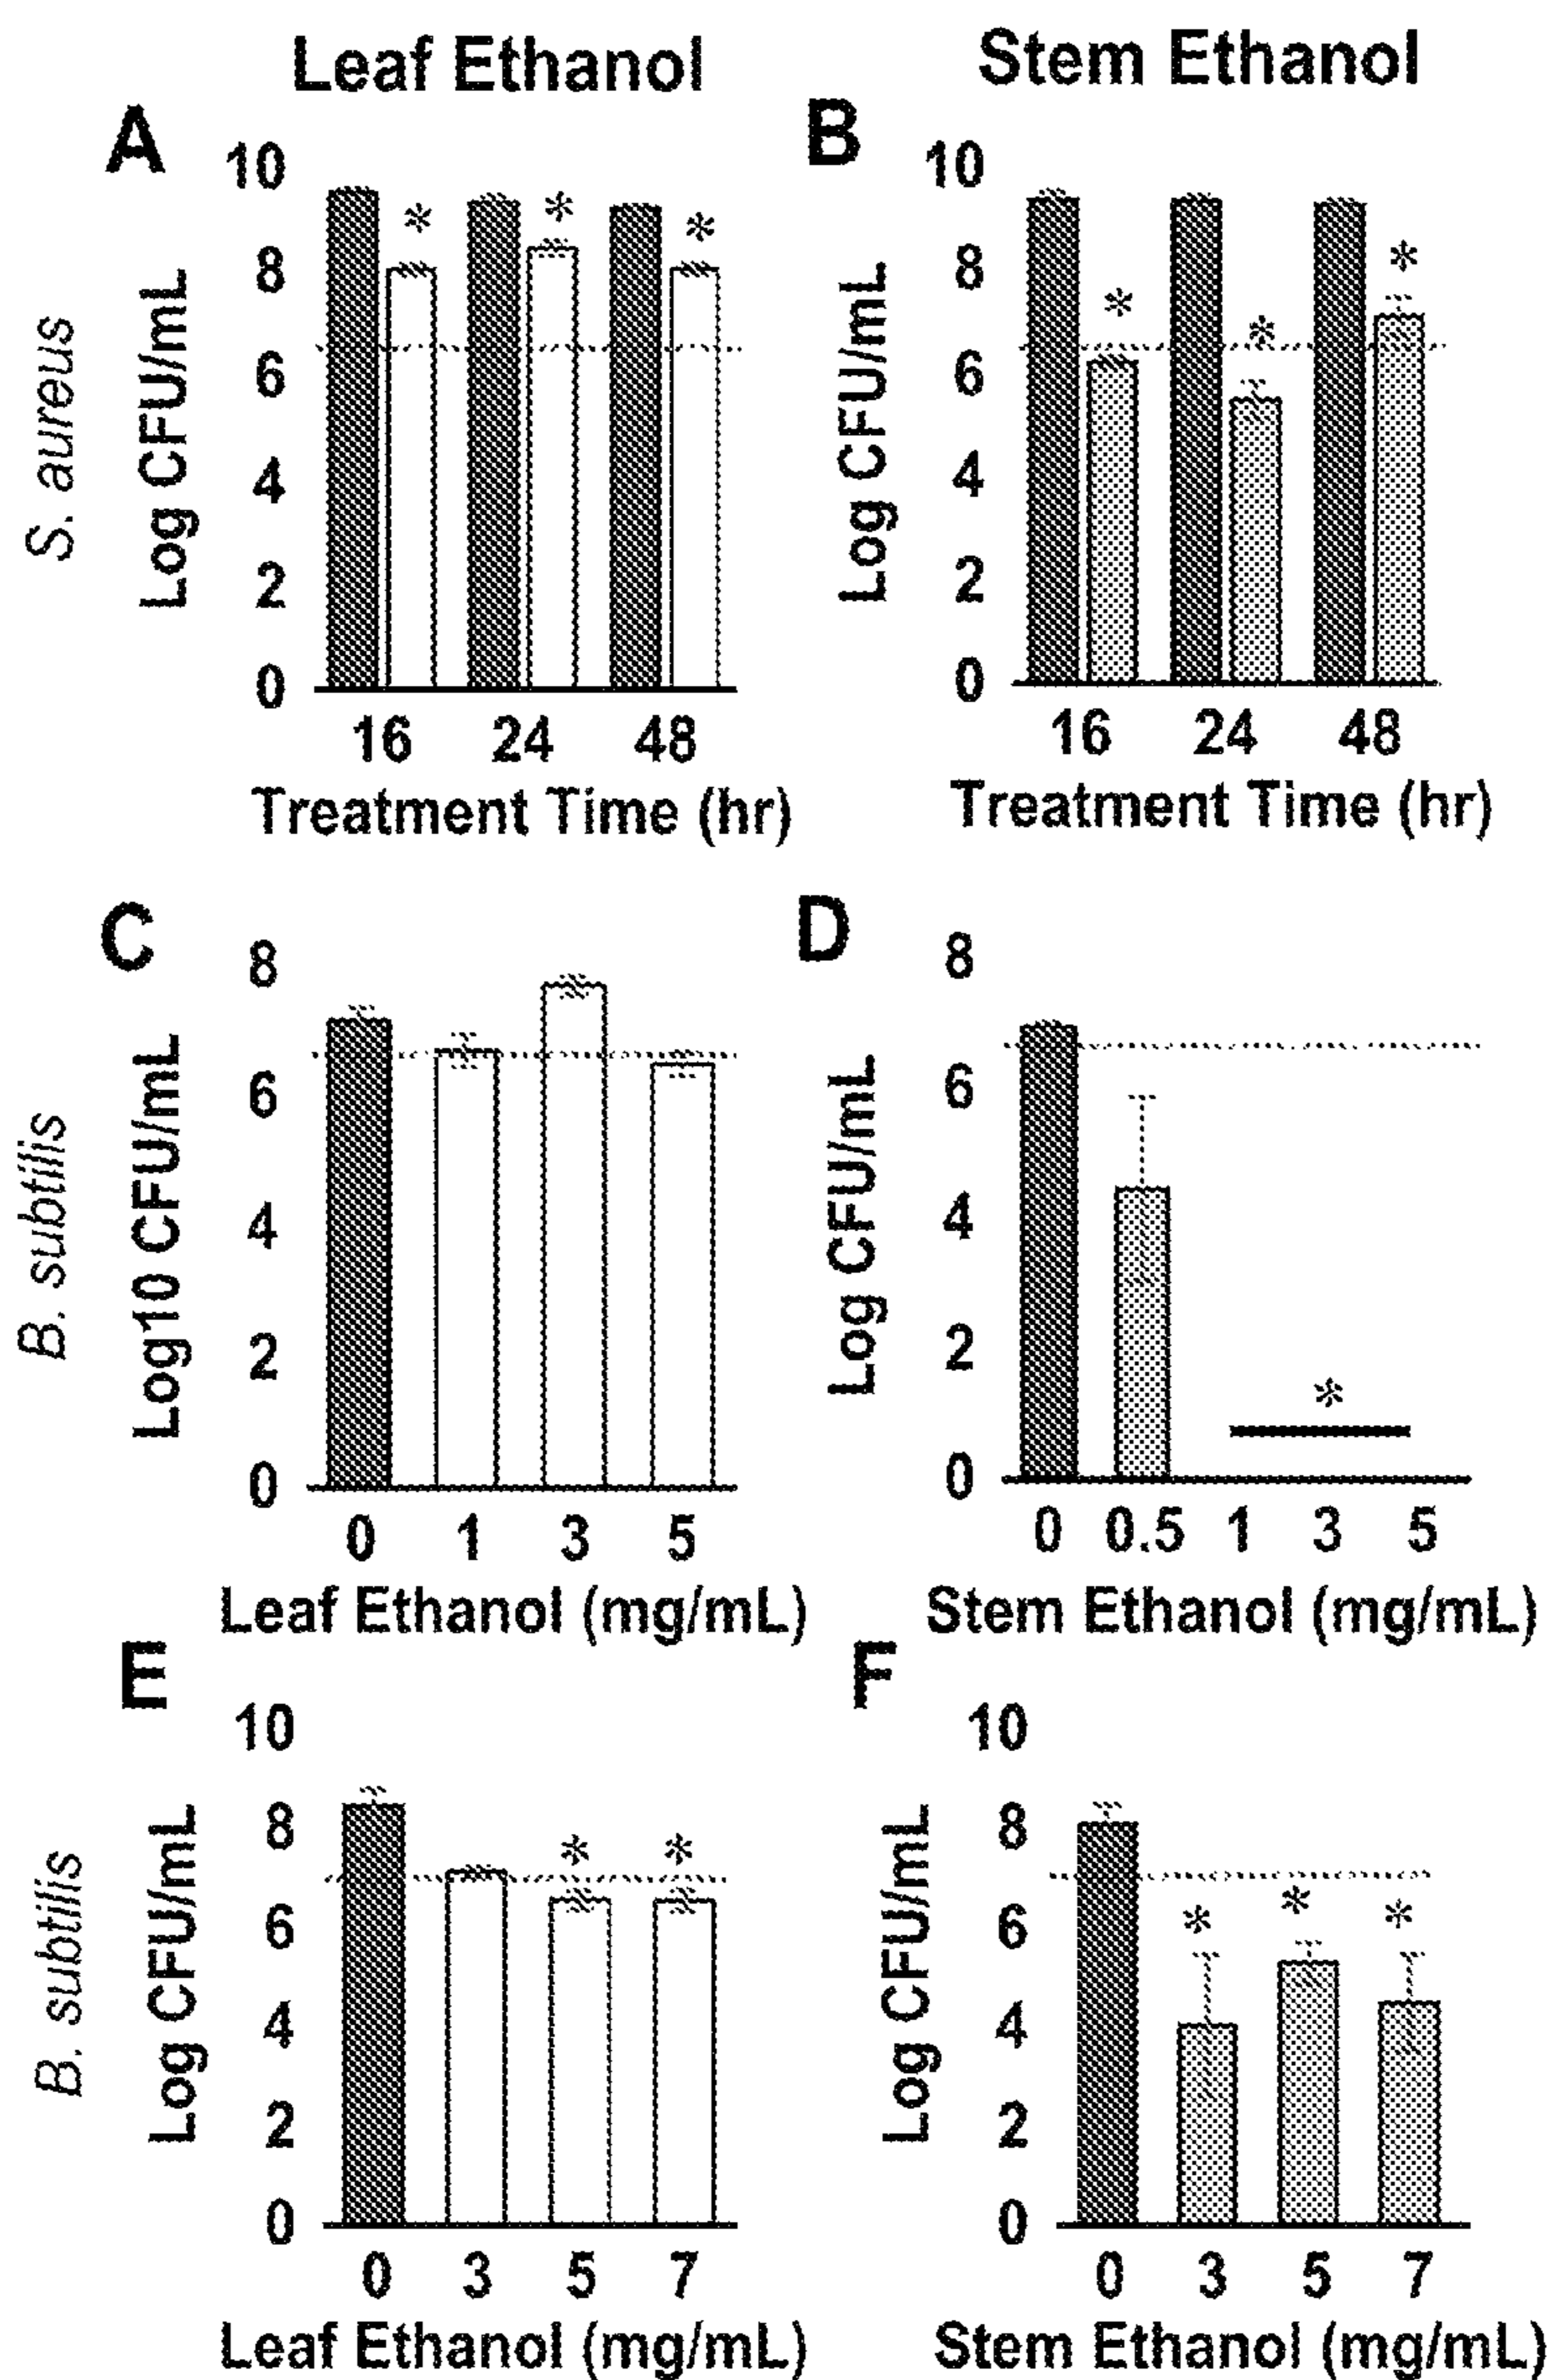 Leaf Ethanol
Stem Ethanol
A
S. aureus
Log CFU/mL
10
8
6
4
2
0
* * *
16 24 48
Treatment Time (hr)
B
Log CFU/mL
10
8
6
4
2
0
* * *
16 24 48
Treatment Time (hr)
C
B. subtilis
Log10 CFU/mL
8
6
4
2
0
0 1 3 5
Leaf Ethanol (mg/mL)
D
Log CFU/mL
8
6
4
2
0
*
0 0.5 1 3 5
Stem Ethanol (mg/mL)
E
B. subtilis
Log CFU/mL
10
8
6
4
2
0
* *
0 3 5 7
Leaf Ethanol (mg/mL)
F
Log CFU/mL
10
8
6
4
2
0
* * *
0 3 5 7
Stem Ethanol (mg/mL)